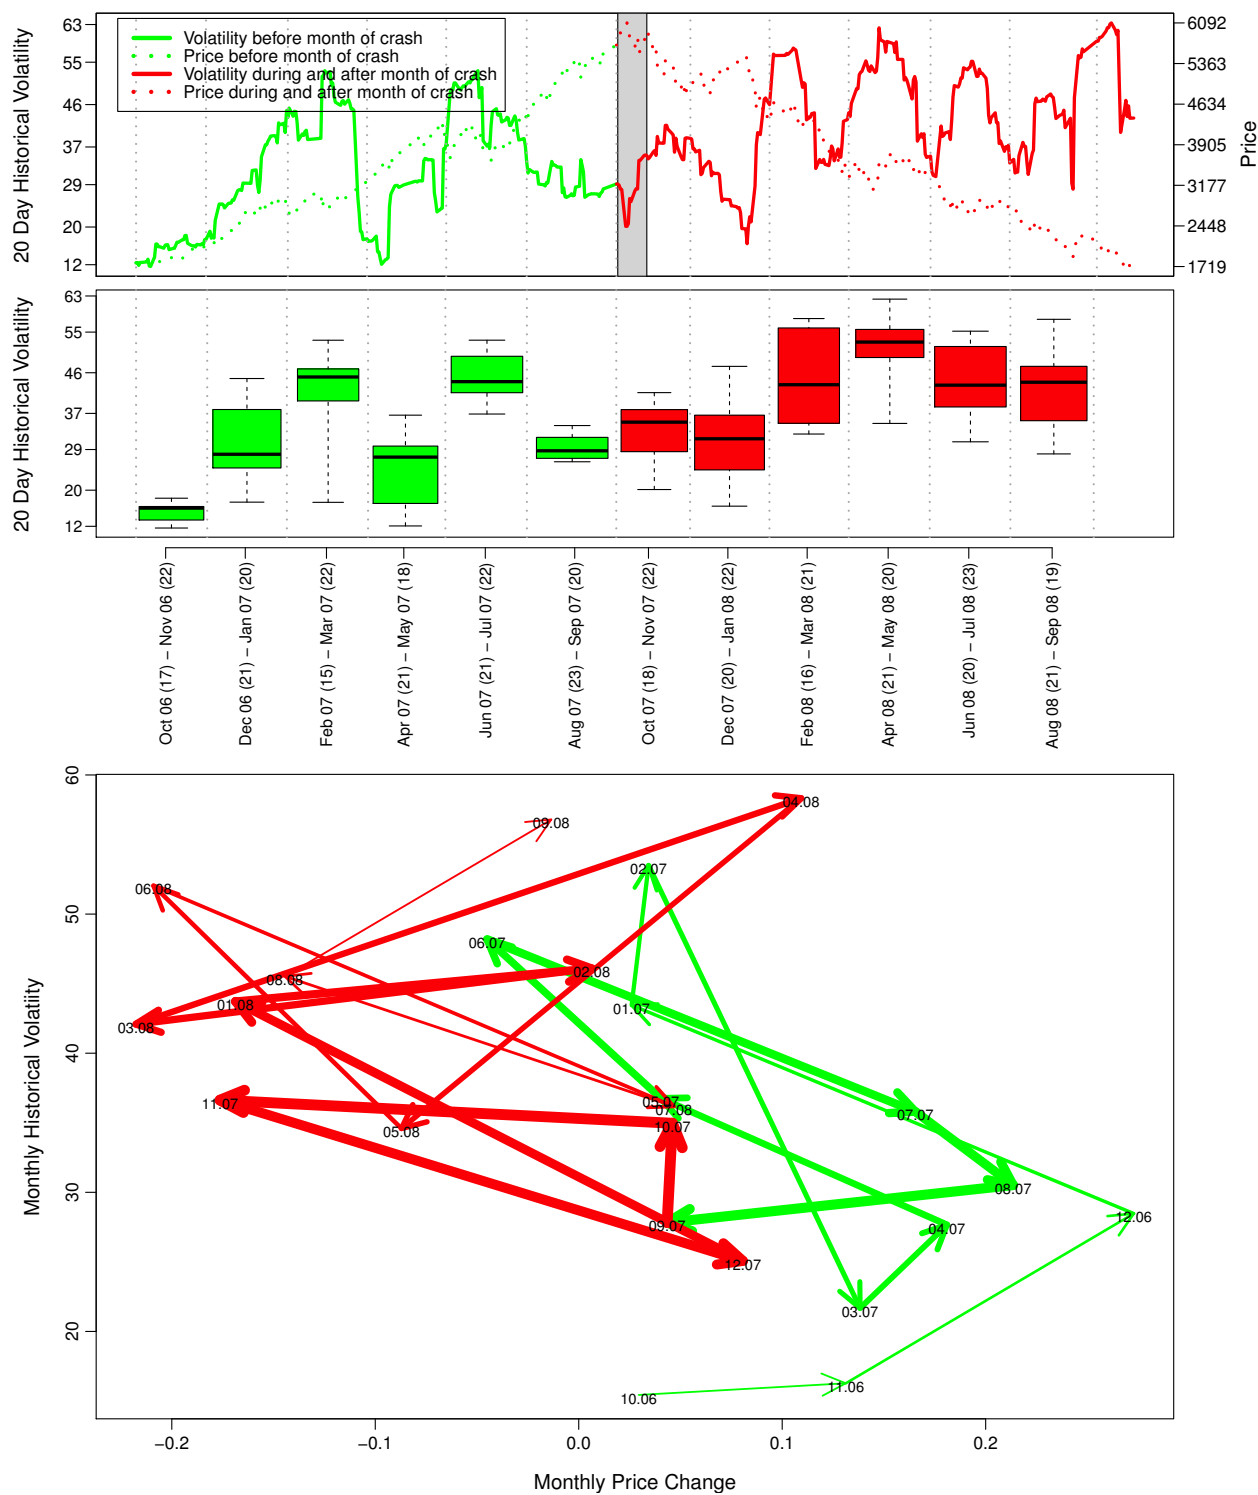 20 Day Historical Volatility
63
55
46
37
29
20
12
Volatility before month of crash
Price before month of crash
Volatility during and after month of crash
Price during and after month of crash
6092
5363
4634
3905
3177
2448
1719
Price
20 Day Historical Volatility
63
55
46
37
29
20
12
Oct 06 (17) − Nov 06 (22)
Dec 06 (21) − Jan 07 (20)
Feb 07 (15) − Mar 07 (22)
Apr 07 (21) − May 07 (18)
Jun 07 (21) − Jul 07 (22)
Aug 07 (23) − Sep 07 (20)
Oct 07 (18) − Nov 07 (22)
Dec 07 (20) − Jan 08 (22)
Feb 08 (16) − Mar 08 (21)
Apr 08 (21) − May 08 (20)
Jun 08 (20) − Jul 08 (23)
Aug 08 (21) − Sep 08 (19)
Monthly Historical Volatility
60
50
40
30
20
04.08
09.08
02.07
06.08
06.07
02.08
08.08
01.08
01.07
03.08
11.07
05.07
07.08
07.07
10.07
05.08
08.07
12.06
09.07
04.07
12.07
03.07
11.06
10.06
−0.2
−0.1
0.0
0.1
0.2
Monthly Price Change